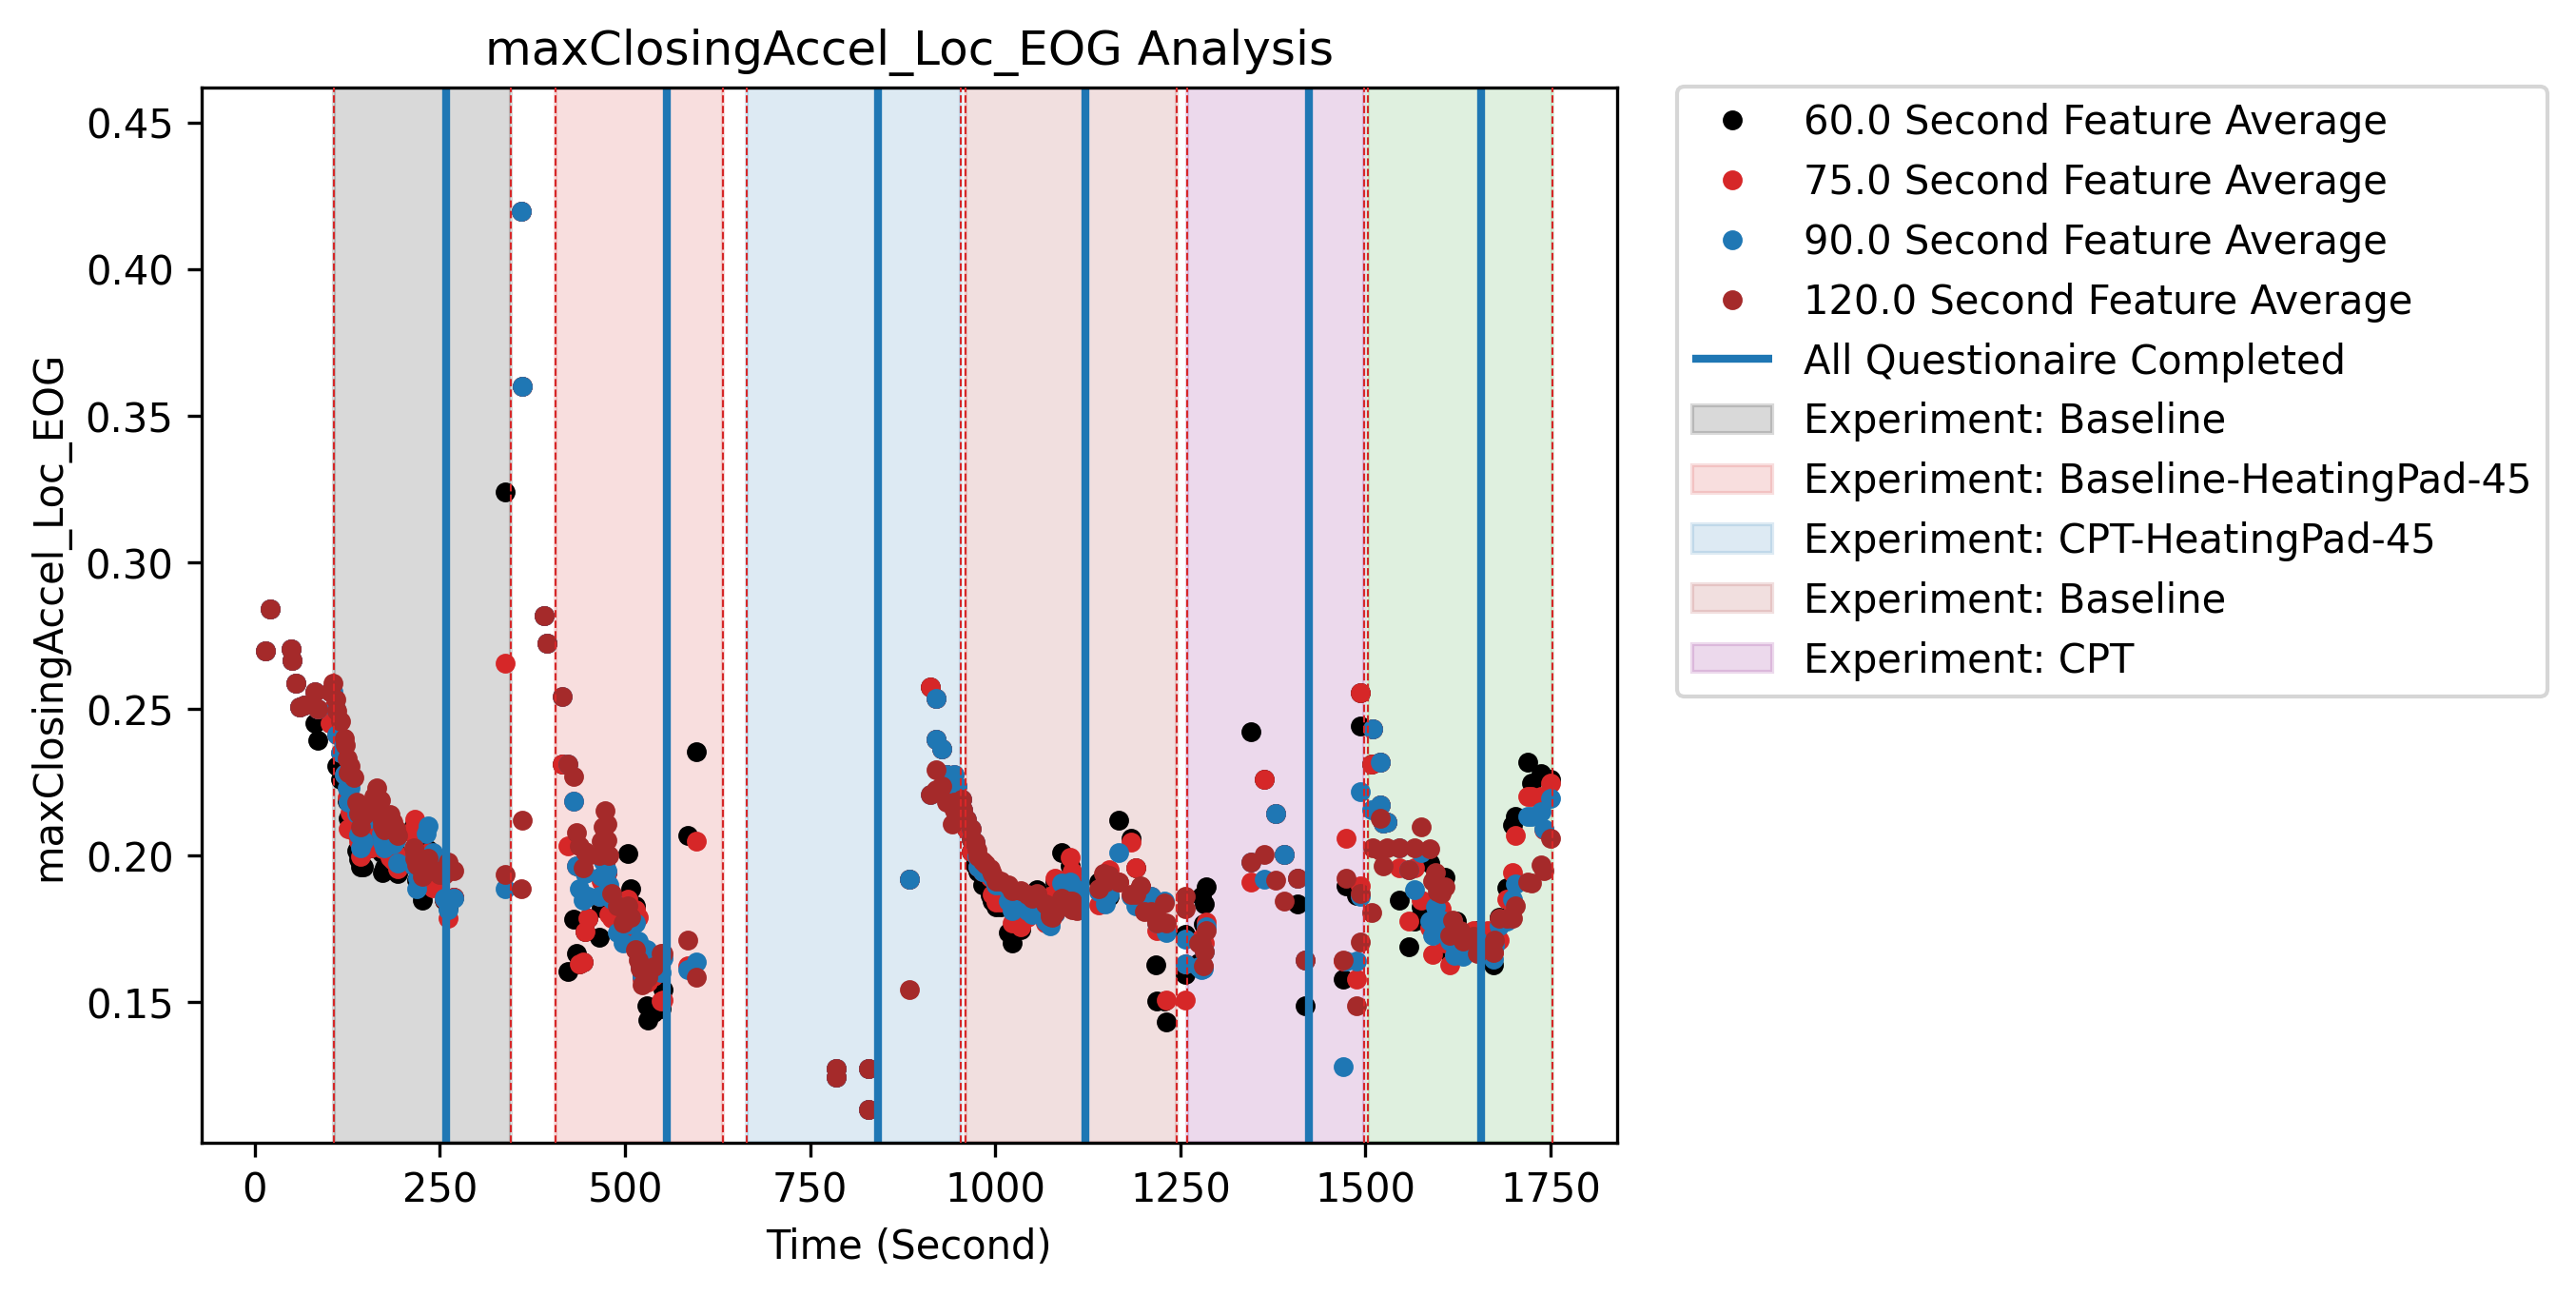 maxClosingAccel_Loc_EOG Analysis
maxClosingAccel_Loc_EOG
0.45
0.40
0.35
0.30
0.25
0.20
0.15
0 250 500 750 1000 1250 1500 1750
Time (Second)
60.0 Second Feature Average
75.0 Second Feature Average
90.0 Second Feature Average
120.0 Second Feature Average
All Questionaire Completed
Experiment: Baseline
Experiment: Baseline-HeatingPad-45
Experiment: CPT-HeatingPad-45
Experiment: Baseline
Experiment: CPT